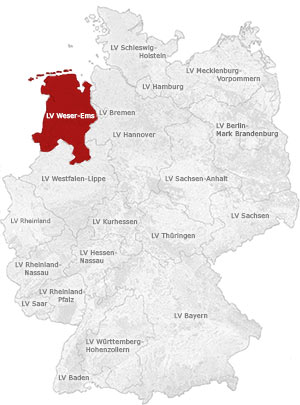 LV Schleswig-
Holstein
LV Mecklenburg-
Vorpommern
LV Hamburg
LV Weser-Ems
LV Bremen
LV Berlin-
Mark Brandenburg
LV Hannover
LV Westfalen-Lippe
LV Sachsen-Anhalt
LV Rheinland
LV Kurhessen
LV Sachsen
LV Thüringen
LV Hessen-
Nassau
LV Rheinland-
Nassau
LV Rheinland
Pfalz
LV Saar
LV Bayern
LV Württemberg-
Hohenzollern
LV Baden